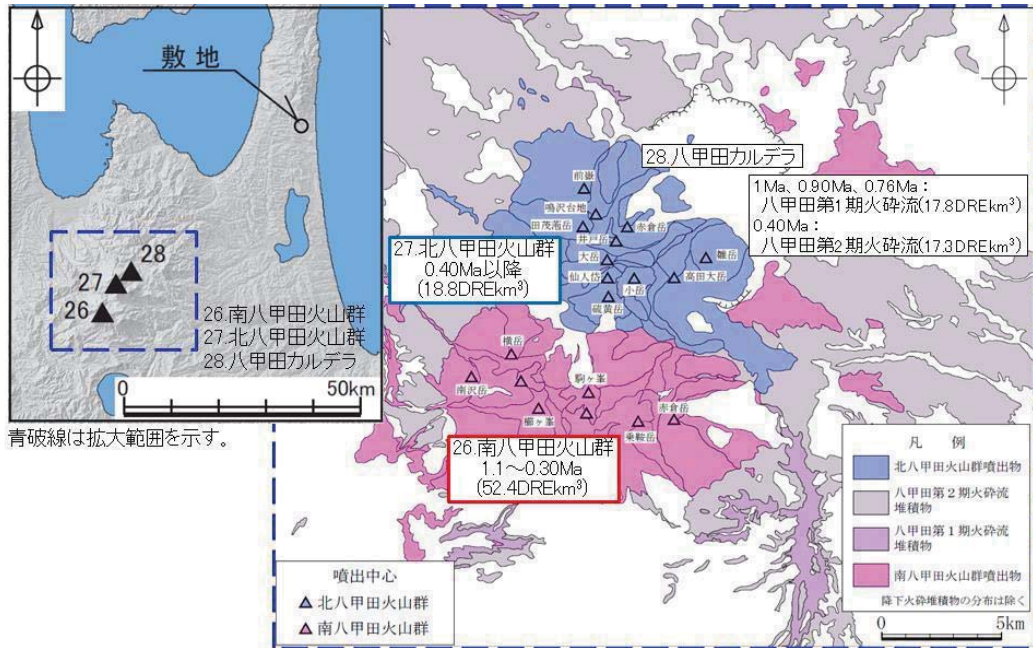 敷地
28
27
26
26.南八甲田火山群
27.北八甲田火山群
28.八甲田カルデラ
0
50km
青破線は拡大範囲を示す。
28.八甲田カルデラ
1Ma、0.90Ma、0.76Ma:
八甲田第1期火砕流(17.8DREkm³)
0.40Ma:
八甲田第2期火砕流(17.3DREkm³)
27.北八甲田火山群
0.40Ma以降
(18.8DREkm³)
前嶽
鳴沢台地
田茂萢岳
赤倉岳
井戸岳
大岳
雛岳
仙人岱
小岳
高田大岳
硫黄岳
横岳
南沢岳
駒ヶ峯
櫛ヶ峯
赤倉岳
乗鞍岳
26.南八甲田火山群
1.1~0.30Ma
(52.4DREkm³)
噴出中心
北八甲田火山群
南八甲田火山群
凡 例
北八甲田火山群噴出物
八甲田第2期火砕流
堆積物
八甲田第1期火砕流
堆積物
南八甲田火山群噴出物
降下火砕堆積物の分布は除く
0
5km